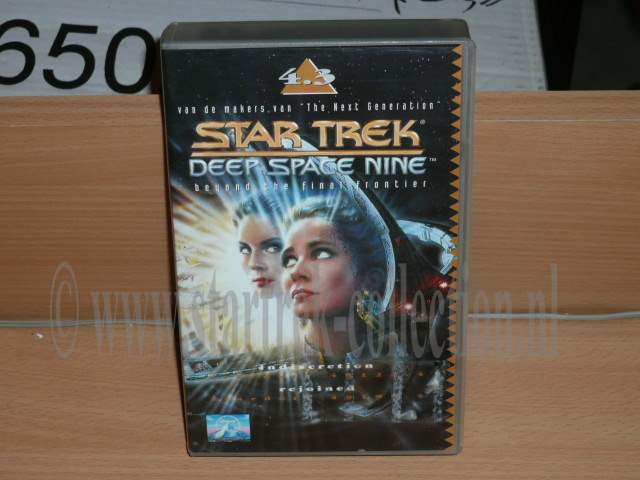 650
4.3
van de makers van "The Next Generation"
STAR TREK®
DEEP SPACE NINE™
beyond the final frontier
© www.startrek-collection.nl
indiscretion
rejoined